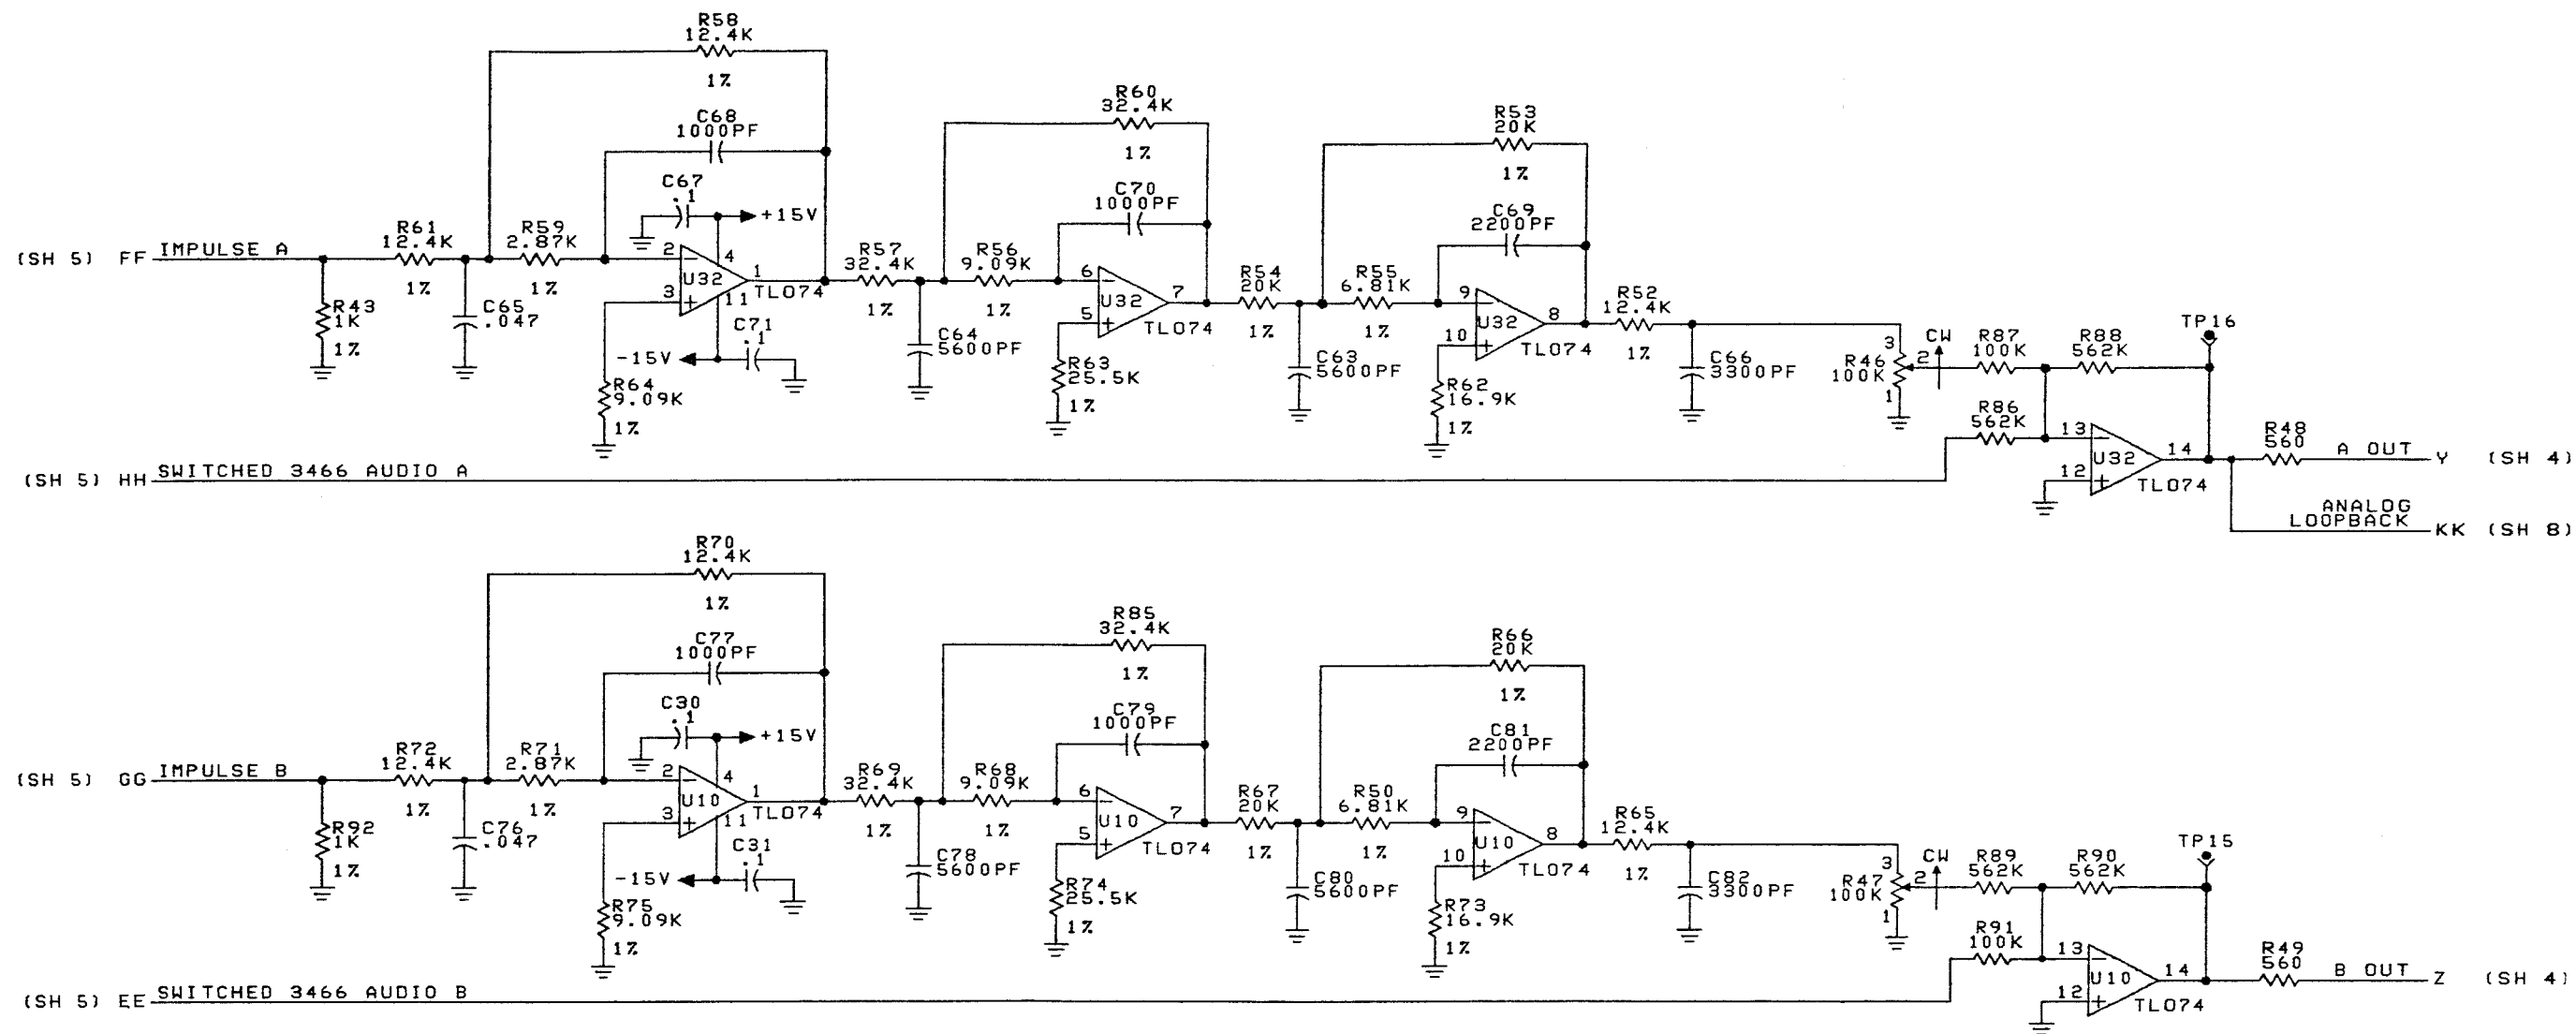 R58
12.4K
1%
C68
1000PF
C67
.1
+15V
R60
32.4K
1%
C70
1000PF
R53
20K
1%
C69
2200PF
(SH 5) FF IMPULSE A
R43
1K
1%
R61
12.4K
1%
C65
.047
R59
2.87K
1%
2
3
4
11
1
U32
TL074
-15V
C71
.1
R64
9.09K
1%
R57
32.4K
1%
C64
5600PF
R56
9.09K
1%
6
5
7
U32
TL074
R63
25.5K
1%
R54
20K
1%
C63
5600PF
R55
6.81K
1%
9
10
8
U32
TL074
R62
16.9K
1%
R52
12.4K
1%
C66
3300PF
R46
100K
3
2
1
CW
R87
100K
R88
562K
TP16
R86
562K
13
12
14
U32
TL074
R48
560
A OUT Y (SH 4)
ANALOG
LOOPBACK KK (SH 8)
(SH 5) HH SWITCHED 3466 AUDIO A
R70
12.4K
1%
C77
1000PF
C30
.1
+15V
R85
32.4K
1%
C79
1000PF
R66
20K
1%
C81
2200PF
(SH 5) GG IMPULSE B
R92
1K
1%
R72
12.4K
1%
C76
.047
R71
2.87K
1%
2
3
4
11
1
U10
TL074
-15V
C31
.1
R75
9.09K
1%
R69
32.4K
1%
C78
5600PF
R68
9.09K
1%
6
5
7
U10
TL074
R74
25.5K
1%
R67
20K
1%
C80
5600PF
R50
6.81K
1%
9
10
8
U10
TL074
R73
16.9K
1%
R65
12.4K
1%
C82
3300PF
R47
100K
3
2
1
CW
R89
562K
R90
562K
TP15
R91
100K
13
12
14
U10
TL074
R49
560
B OUT Z (SH 4)
(SH 5) EE SWITCHED 3466 AUDIO B